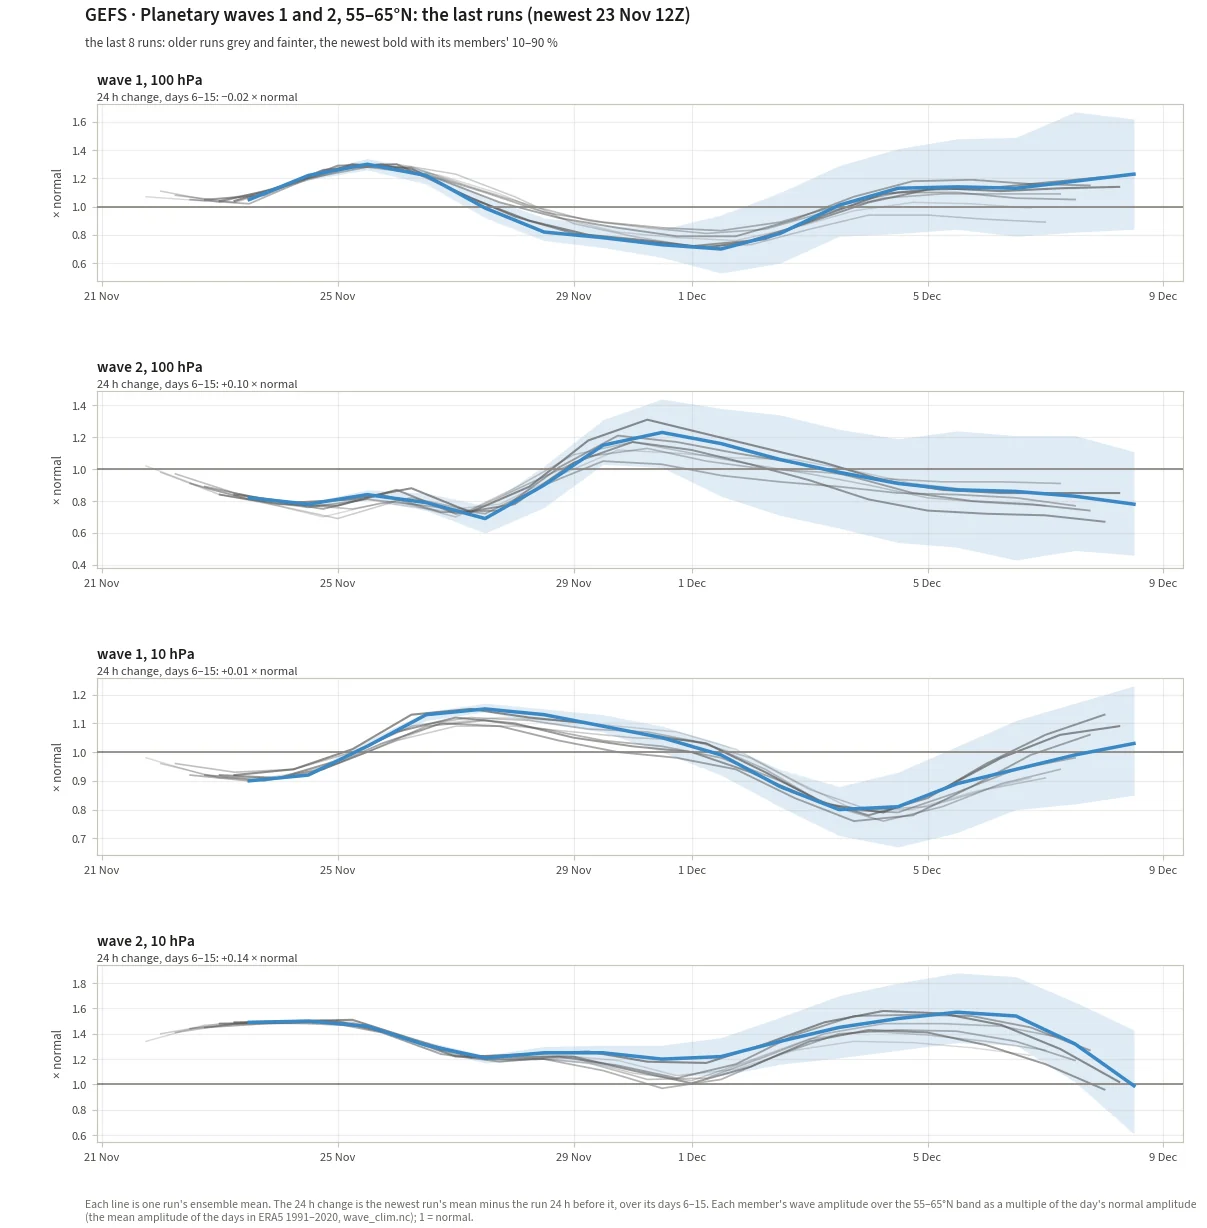 GEFS · Planetary waves 1 and 2, 55–65°N: the last runs (newest 23 Nov 12Z)
the last 8 runs: older runs grey and fainter, the newest bold with its members' 10–90 %
wave 1, 100 hPa
24 h change, days 6–15: −0.02 × normal
× normal
1.6
1.4
1.2
1.0
0.8
0.6
21 Nov 25 Nov 29 Nov 1 Dec 5 Dec 9 Dec
wave 2, 100 hPa
24 h change, days 6–15: +0.10 × normal
× normal
1.4
1.2
1.0
0.8
0.6
0.4
21 Nov 25 Nov 29 Nov 1 Dec 5 Dec 9 Dec
wave 1, 10 hPa
24 h change, days 6–15: +0.01 × normal
× normal
1.2
1.1
1.0
0.9
0.8
0.7
21 Nov 25 Nov 29 Nov 1 Dec 5 Dec 9 Dec
wave 2, 10 hPa
24 h change, days 6–15: +0.14 × normal
× normal
1.8
1.6
1.4
1.2
1.0
0.8
0.6
21 Nov 25 Nov 29 Nov 1 Dec 5 Dec 9 Dec
Each line is one run's ensemble mean. The 24 h change is the newest run's mean minus the run 24 h before it, over its days 6–15. Each member's wave amplitude over the 55–65°N band as a multiple of the day's normal amplitude
(the mean amplitude of the days in ERA5 1991–2020, wave_clim.nc); 1 = normal.